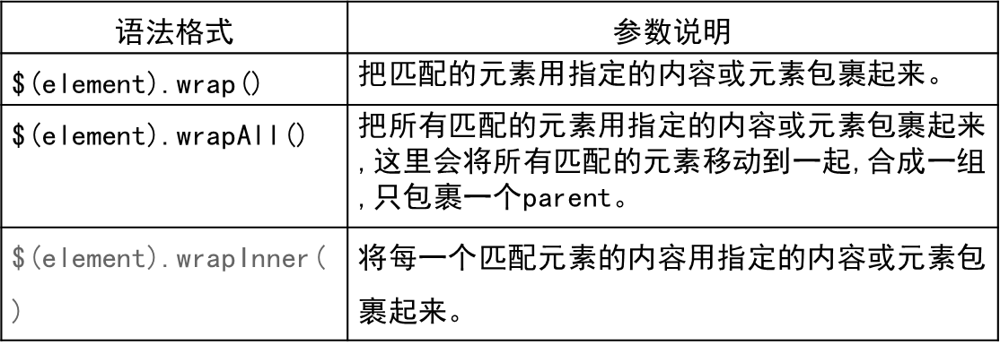 语法格式
参数说明
$(element).wrap()
把匹配的元素用指定的内容或元素包裹起来。
$(element).wrapAll()
把所有匹配的元素用指定的内容或元素包裹起来
,这里会将所有匹配的元素移动到一起,合成一组
,只包裹一个parent。
$(element).wrapInner(
)
将每一个匹配元素的内容用指定的内容或元素包
裹起来。